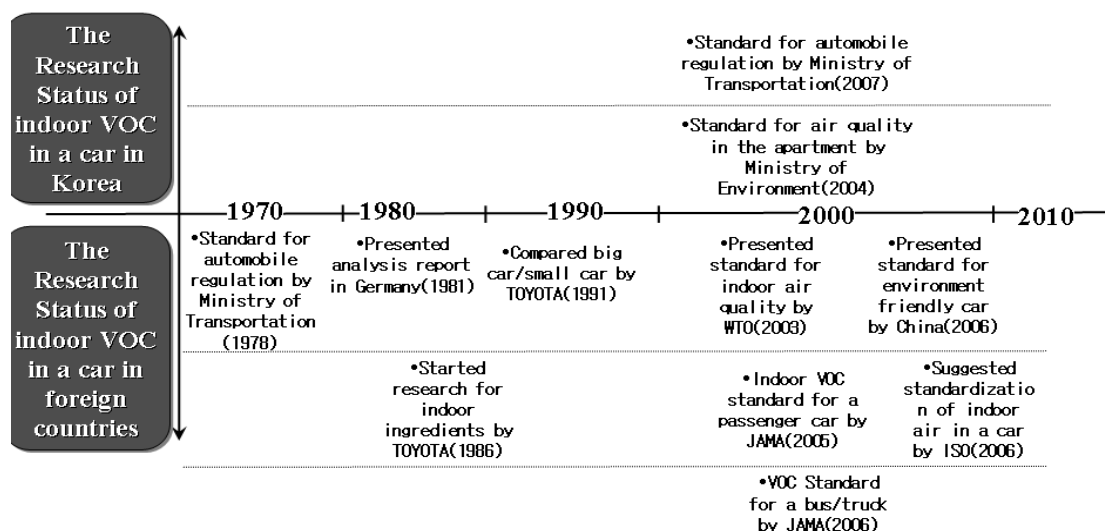 The
Research
Status of
indoor VOC
in a car in
Korea
•Standard for automobile
regulation by Ministry of
Transportation(2007)
•Standard for air quality
in the apartment by
Ministry of
Environment(2004)
1970
1980
1990
2000
2010
The
Research
Status of
indoor VOC
in a car in
foreign
countries
•Standard for
automobile
regulation by
Ministry of
Transportation
(1978)
•Presented
analysis report
in Germany(1981)
•Compared big
car/small car by
TOYOTA(1991)
•Presented
standard for
indoor air
quality by
WTO(2003)
•Presented
standard for
environment
friendly car
by China(2006)
•Started
research for
indoor
ingredients by
TOYOTA(1986)
•Indoor VOC
standard for a
passenger car by
JAMA(2005)
•Suggested
standardizatio
n of indoor
air in a car
by ISO(2006)
•VOC Standard
for a bus/truck
by JAMA(2006)